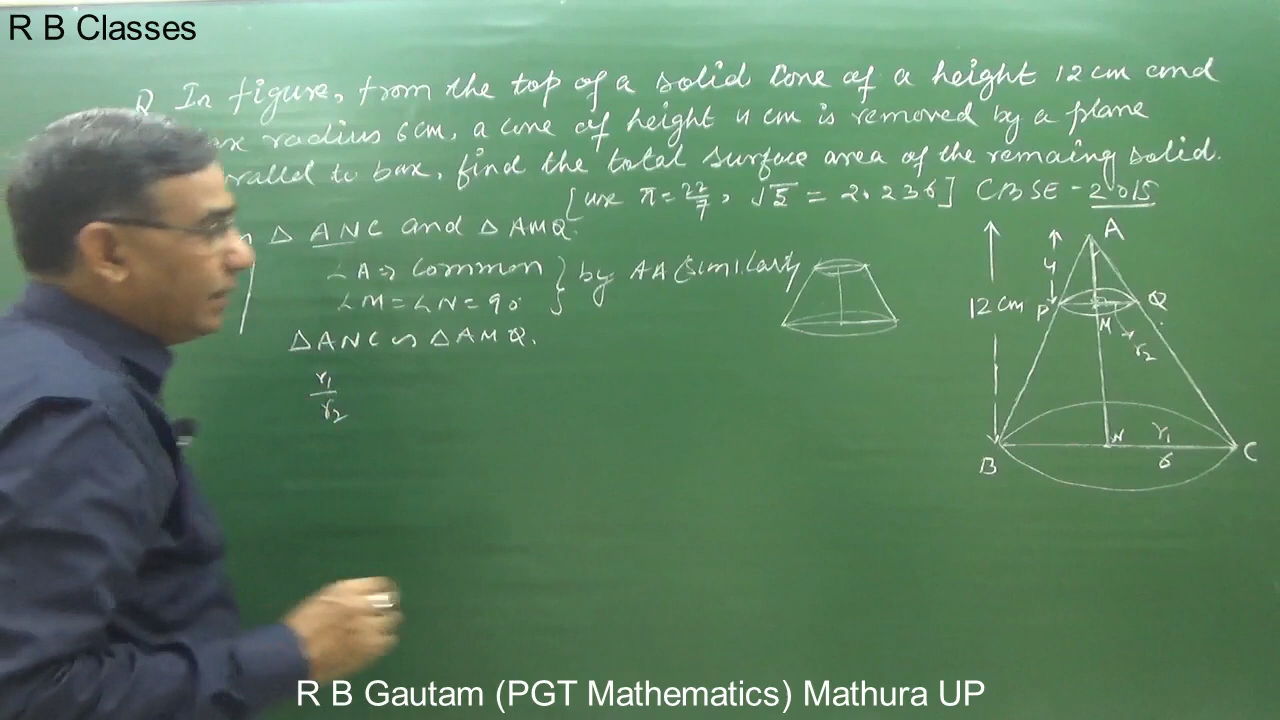 R B Classes
Q In figure, from the top of a solid cone of a height 12 cm and
radius 6 cm, a cone of height 4 cm is removed by a plane
to base, find the total surface area of the remaing solid.
[use π = 22/7, √5 = 2.236] CBSE - 2015
Δ ANC and Δ AMQ.
∠A => Common } by AA (Similarity
∠M = ∠N = 90
Δ ANC ∽ Δ AMQ.
r₁/r₂
A
4
12 cm
P
Q
M
r₂
N
r₁
B
6
C
R B Gautam (PGT Mathematics) Mathura UP